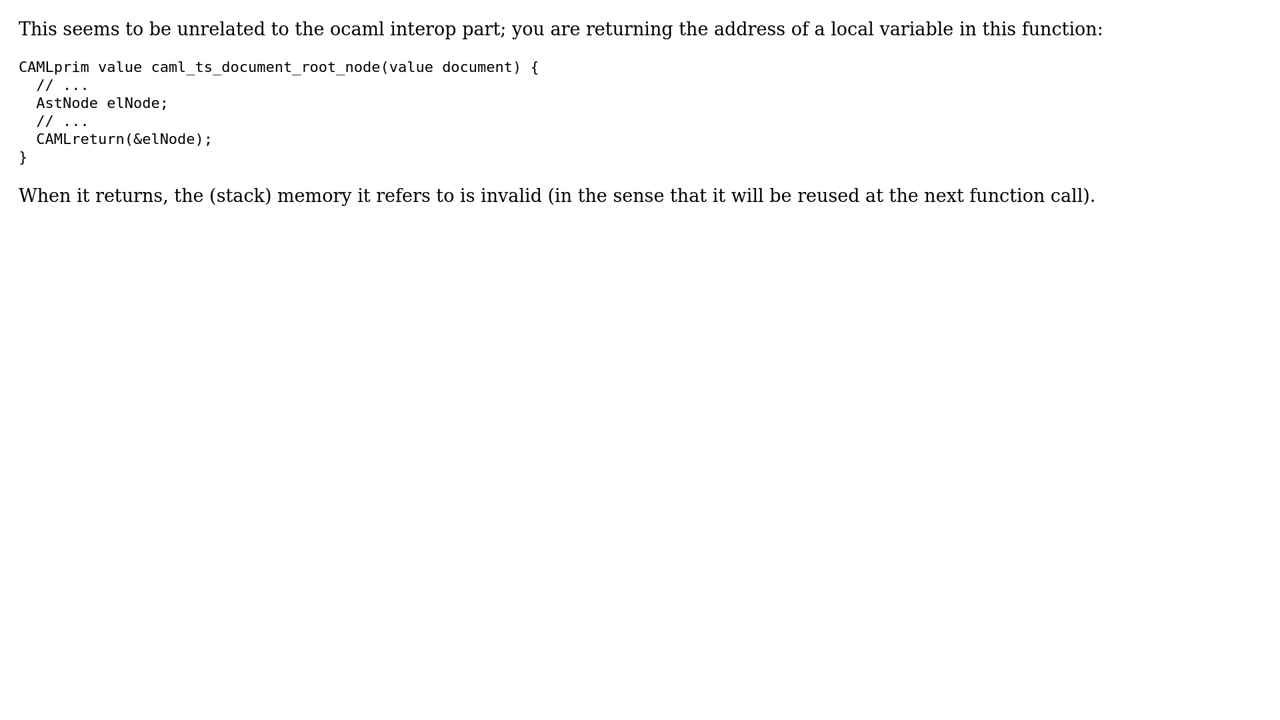 This seems to be unrelated to the ocaml interop part; you are returning the address of a local variable in this function:
CAMLprim value caml_ts_document_root_node(value document) {
  // ...
  AstNode elNode;
  // ...
  CAMLreturn(&elNode);
}
When it returns, the (stack) memory it refers to is invalid (in the sense that it will be reused at the next function call).